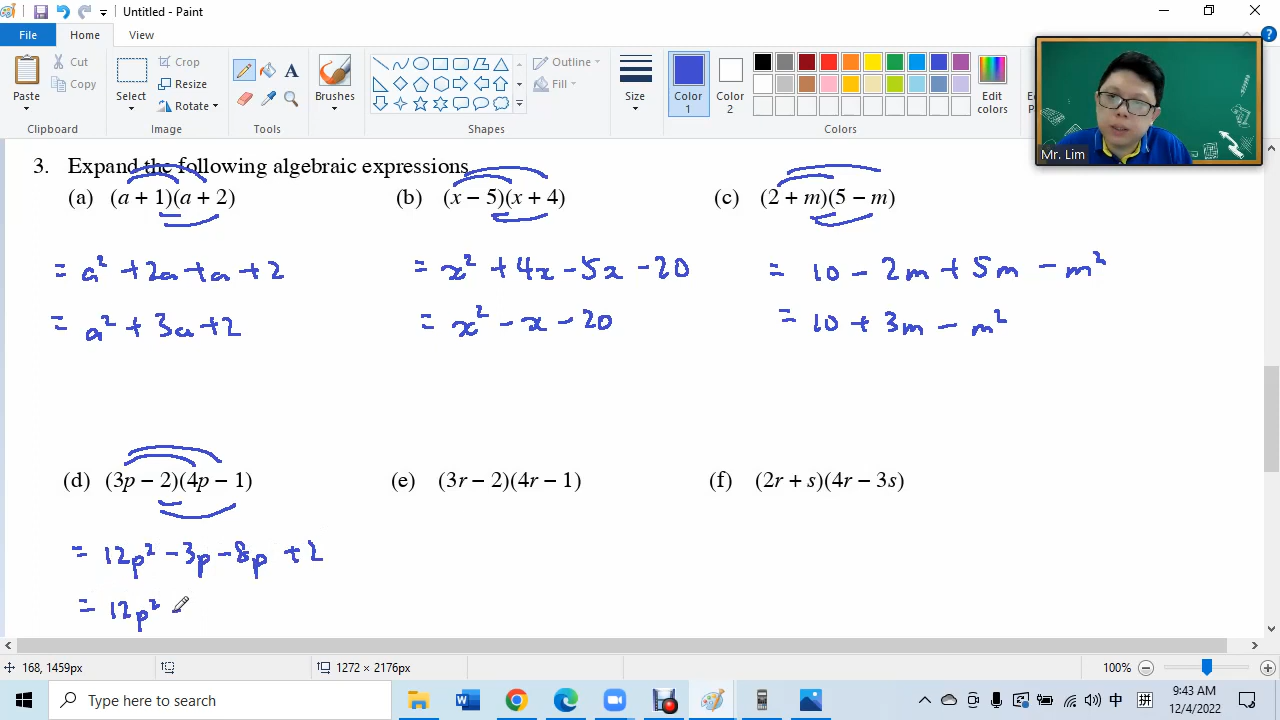 Untitled - Paint
File Home View
Paste Cut Copy Clipboard
Select Crop Resize Rotate Image
Tools
Brushes
Outline Fill Shapes
Size
Color 1 Color 2 Edit colors Colors
Mr. Lim
3. Expand the following algebraic expressions
(a) (a + 1)(a + 2) (b) (x − 5)(x + 4) (c) (2 + m)(5 − m)
= a² + 2a + a + 2 = x² + 4x − 5x − 20 = 10 − 2m + 5m − m²
= a² + 3a + 2 = x² − x − 20 = 10 + 3m − m²
(d) (3p − 2)(4p − 1) (e) (3r − 2)(4r − 1) (f) (2r + s)(4r − 3s)
= 12p² − 3p − 8p + 2
= 12p²
168, 1459px 1272 × 2176px 100%
Type here to search 中 拼 9:43 AM
12/4/2022